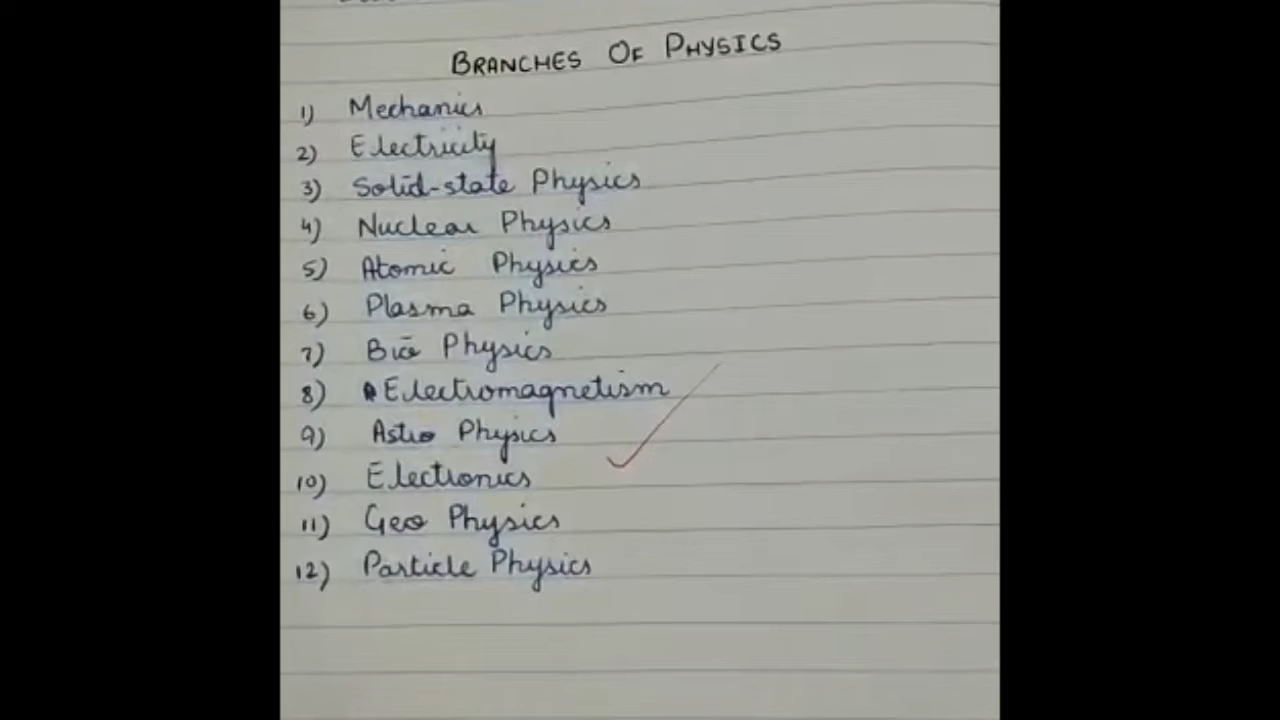 BRANCHES OF PHYSICS
1) Mechanics
2) Electricity
3) Solid-state Physics
4) Nuclear Physics
5) Atomic Physics
6) Plasma Physics
7) Bio Physics
8) Electromagnetism
9) Astro Physics
10) Electronics
11) Geo Physics
12) Particle Physics